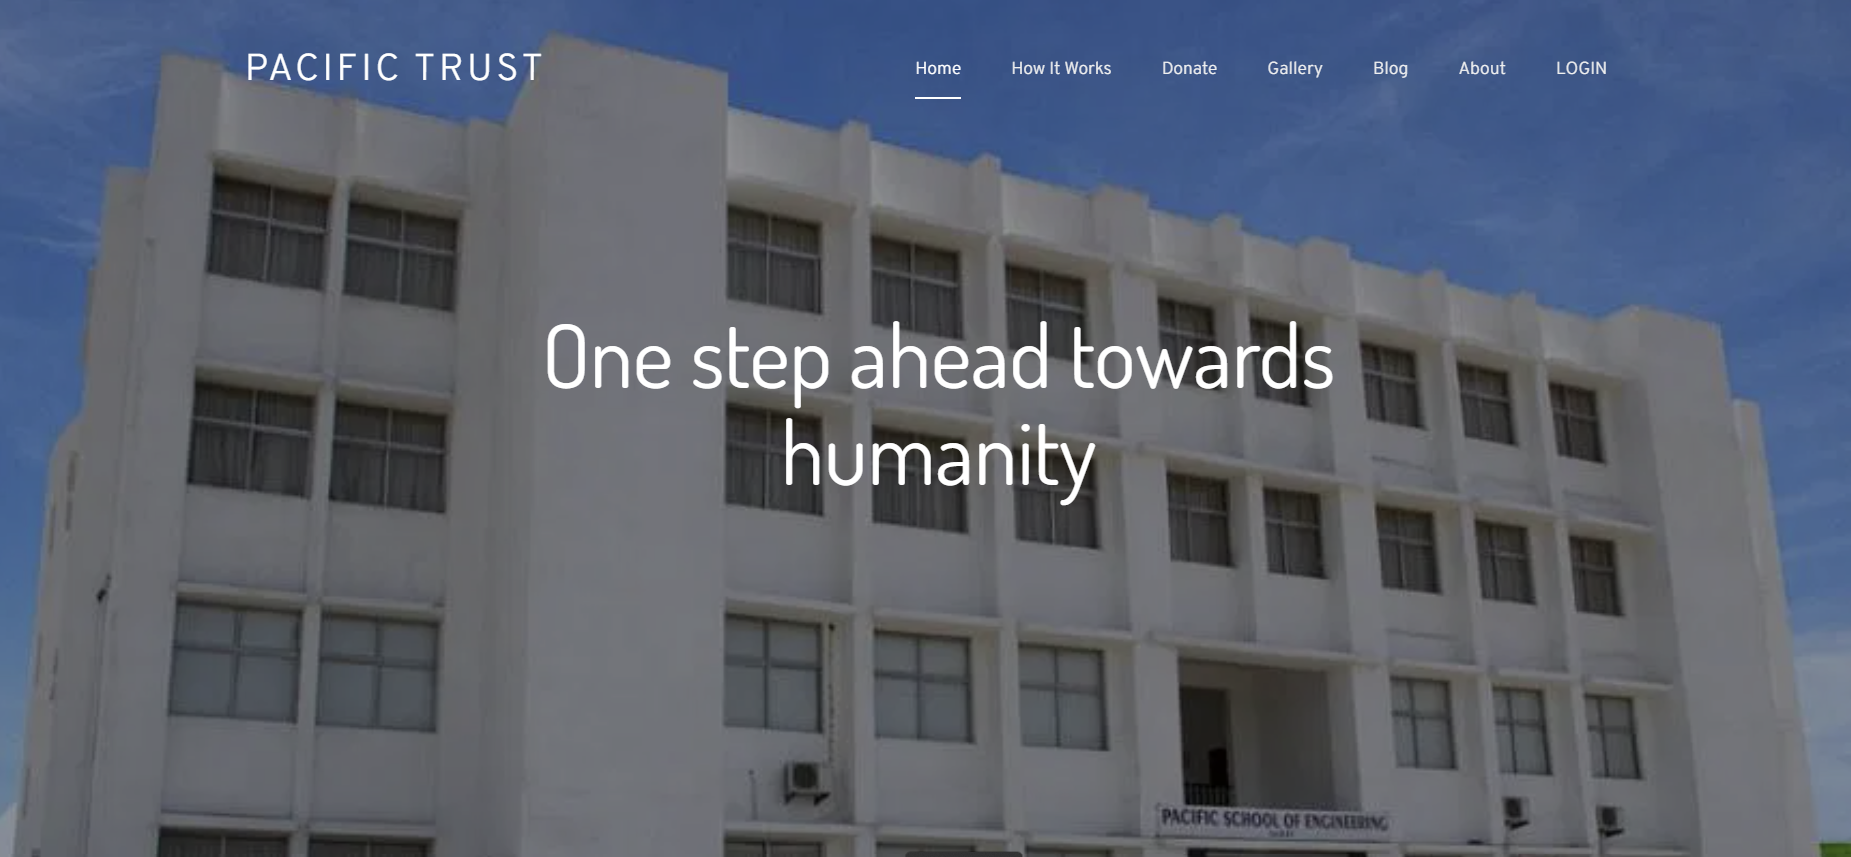 PACIFIC TRUST
Home How It Works Donate Gallery Blog About LOGIN
One step ahead towards
humanity
PACIFIC SCHOOL OF ENGINEERING